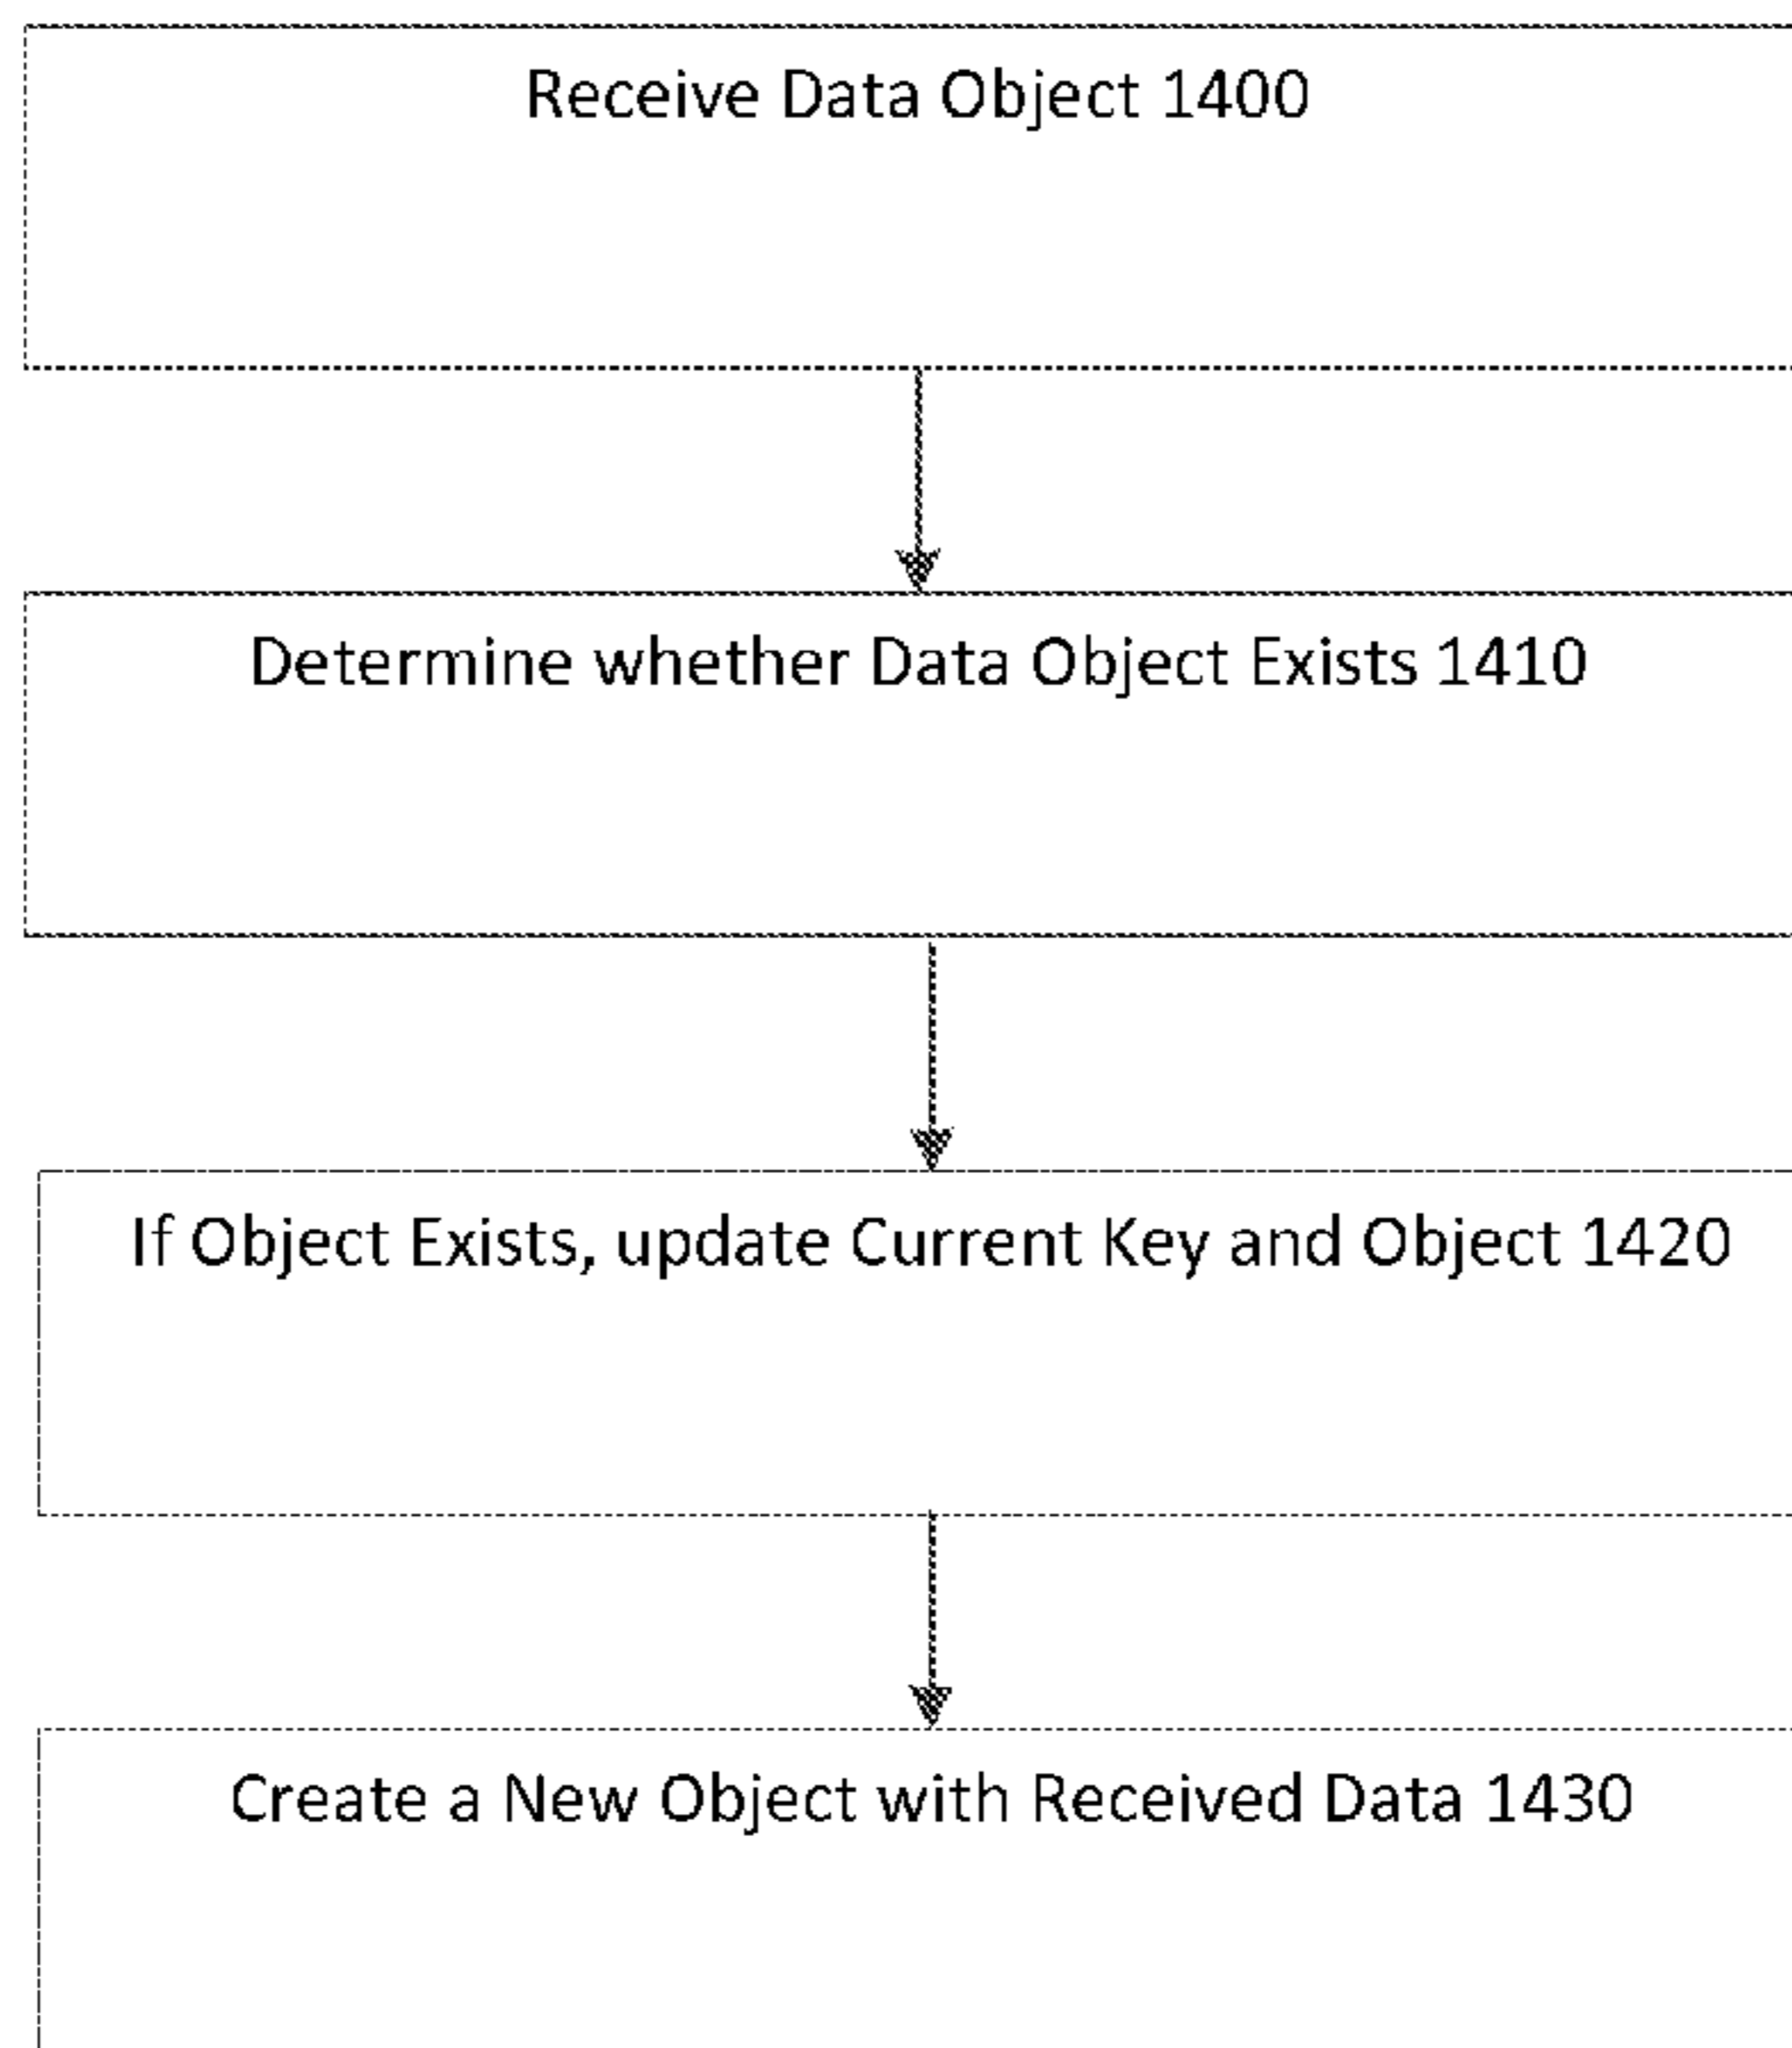 Receive Data Object 1400
Determine whether Data Object Exists 1410
If Object Exists, update Current Key and Object 1420
Create a New Object with Received Data 1430